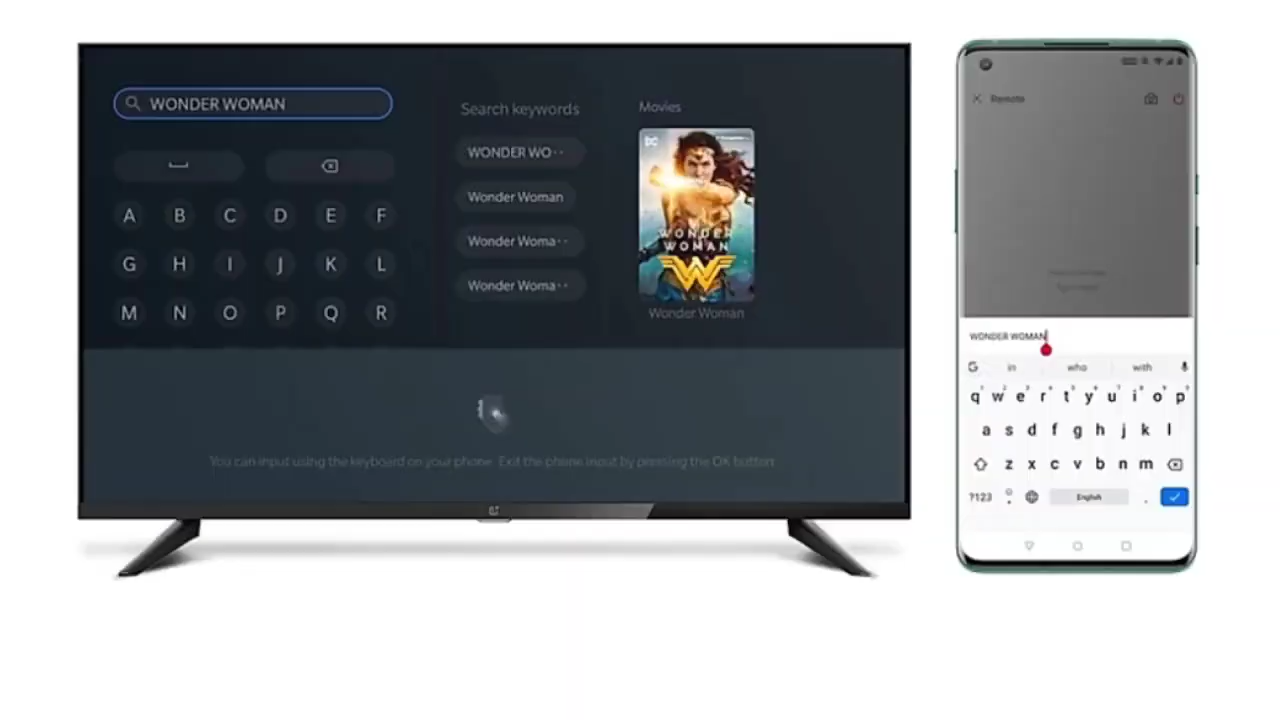 WONDER WOMAN
A B C D E F
G H I J K L
M N O P Q R
Search keywords
WONDER WO··
Wonder Woman
Wonder Woma··
Wonder Woma··
Movies
DC
WONDER
WOMAN
Wonder Woman
You can input using the keyboard on your phone. Exit the phone input by pressing the OK button.
Remote
WONDER WOMAN
G in who with
q w e r t y u i o p
a s d f g h j k l
z x c v b n m
?123 English .